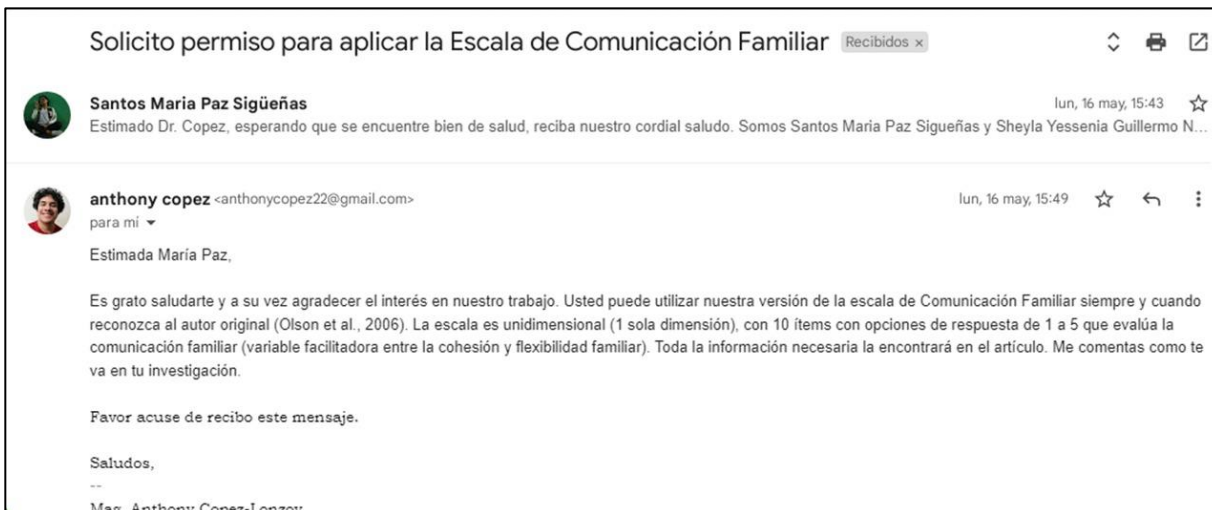 Solicito permiso para aplicar la Escala de Comunicación Familiar Recibidos ×
Santos Maria Paz Sigüeñas lun, 16 may, 15:43
Estimado Dr. Copez, esperando que se encuentre bien de salud, reciba nuestro cordial saludo. Somos Santos Maria Paz Sigueñas y Sheyla Yessenia Guillermo N...
anthony copez <anthonycopez22@gmail.com> lun, 16 may, 15:49
para mí
Estimada María Paz,
Es grato saludarte y a su vez agradecer el interés en nuestro trabajo. Usted puede utilizar nuestra versión de la escala de Comunicación Familiar siempre y cuando
reconozca al autor original (Olson et al., 2006). La escala es unidimensional (1 sola dimensión), con 10 ítems con opciones de respuesta de 1 a 5 que evalúa la
comunicación familiar (variable facilitadora entre la cohesión y flexibilidad familiar). Toda la información necesaria la encontrará en el artículo. Me comentas como te
va en tu investigación.
Favor acuse de recibo este mensaje.
Saludos,
--
Mag. Anthony Copez-Lonzoy